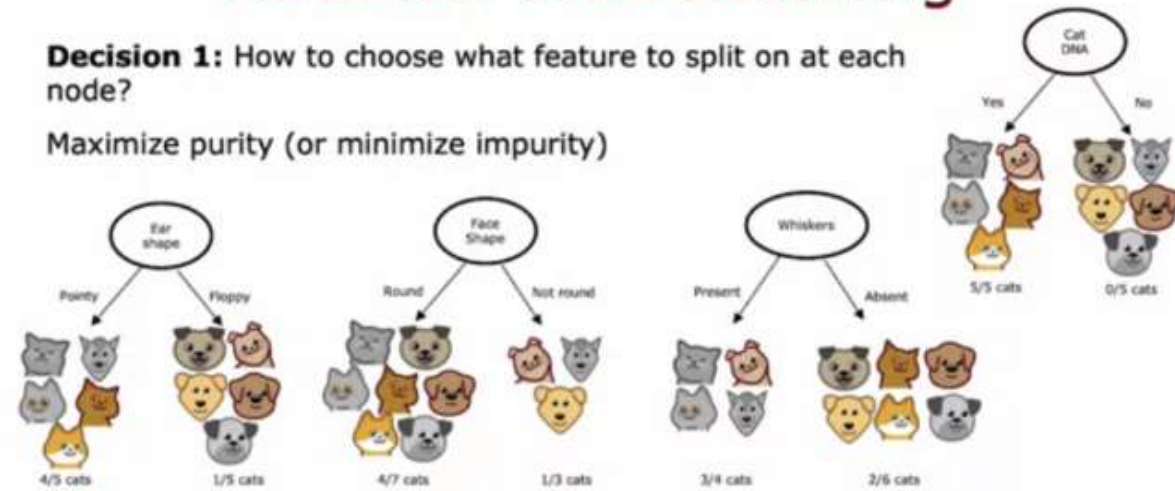 Decision 1: How to choose what feature to split on at each
node?
Maximize purity (or minimize impurity)
Cat
DNA
Yes
No
5/5 cats
0/5 cats
Ear
shape
Pointy
Floppy
4/5 cats
1/5 cats
Face
Shape
Round
Not round
4/7 cats
1/3 cats
Whiskers
Present
Absent
3/4 cats
2/6 cats